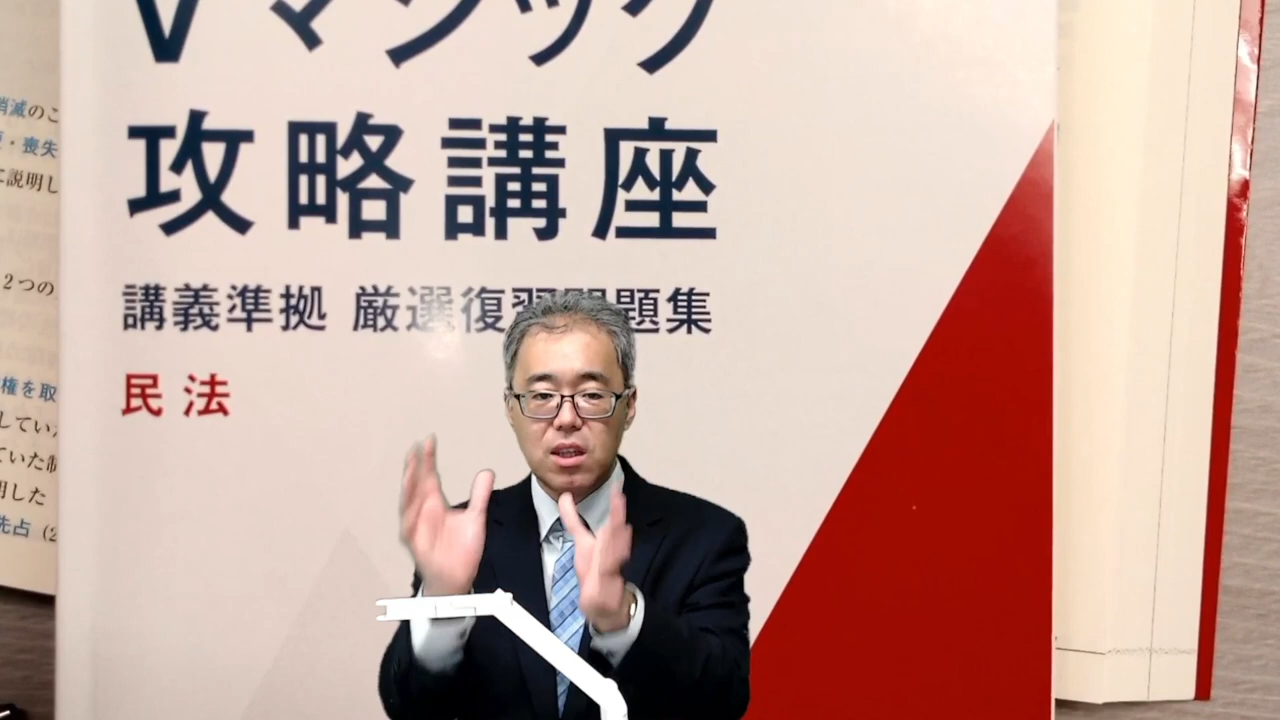 Vマジック
攻略講座
講義準拠 厳選復習問題集
民法
消滅のこ
・喪失
に説明し
2つの
権を取
してい
ていた制
明した
先占 (2